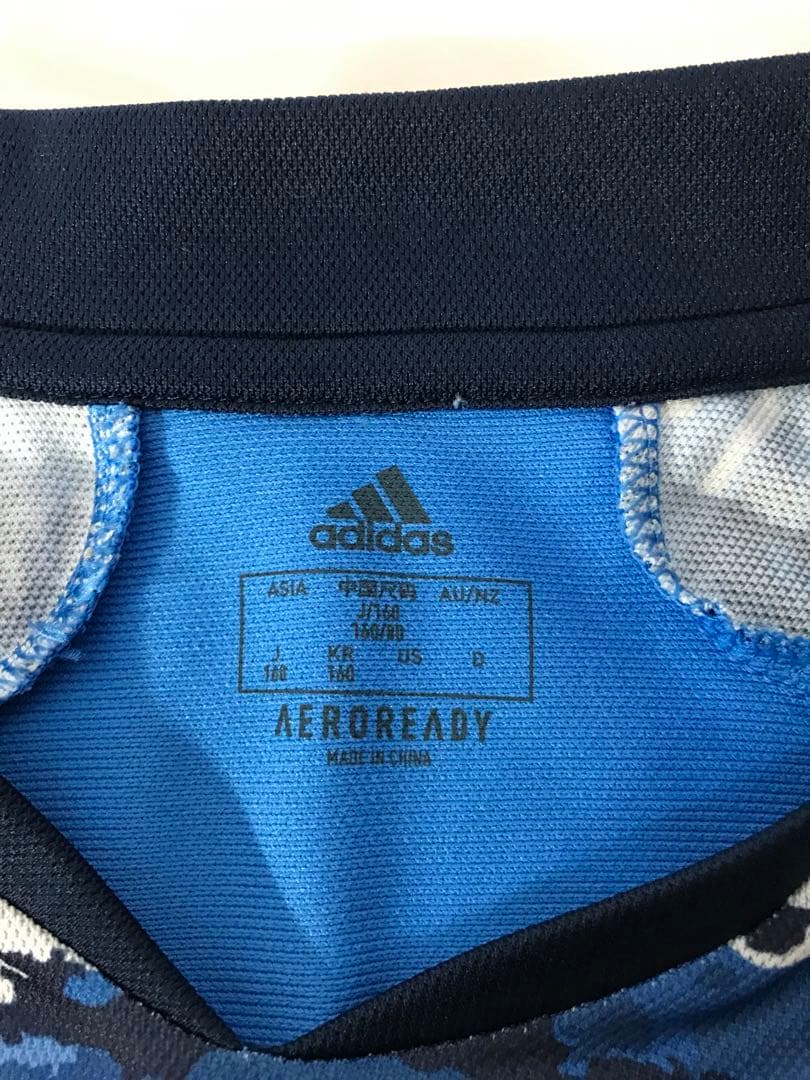 adidas
ASIA 中国尺码 AU/NZ
J/160
160/80
J KR US D
160 160
AEROREADY
MADE IN CHINA